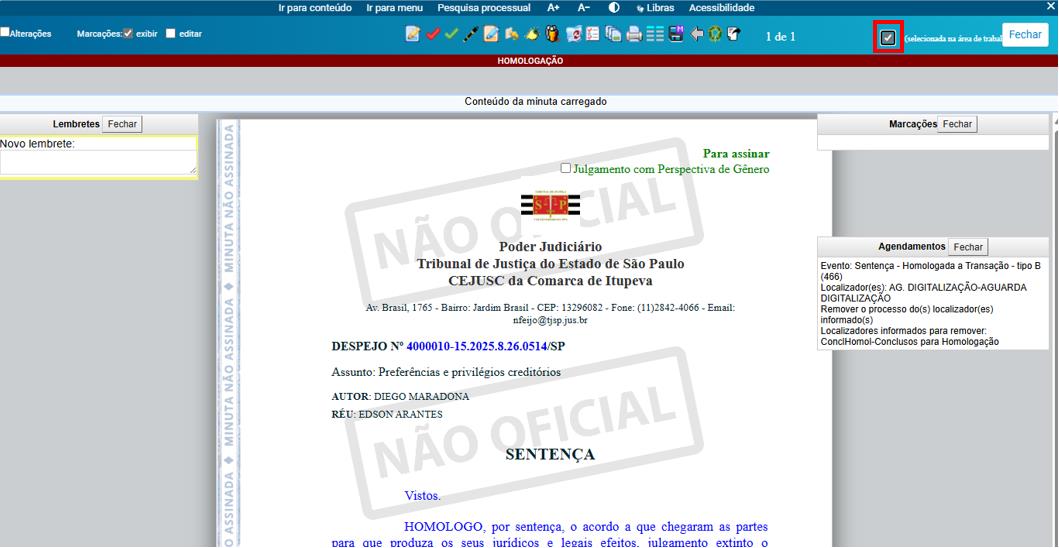 Ir para conteúdo Ir para menu Pesquisa processual A+ A− Libras Acessibilidade
Alterações Marcações: exibir editar 1 de 1 (selecionada na área de trabal Fechar
HOMOLOGAÇÃO
Conteúdo da minuta carregado
Lembretes Fechar
Novo lembrete:
MINUTA NÃO ASSINADA
MINUTA NÃO ASSINADA
ASSINADA
NÃO OFICIAL
Para assinar
Julgamento com Perspectiva de Gênero
Poder Judiciário
Tribunal de Justiça do Estado de São Paulo
CEJUSC da Comarca de Itupeva
Av. Brasil, 1765 - Bairro: Jardim Brasil - CEP: 13296082 - Fone: (11)2842-4066 - Email:
nfeijo@tjsp.jus.br
DESPEJO Nº 4000010-15.2025.8.26.0514/SP
Assunto: Preferências e privilégios creditórios
AUTOR: DIEGO MARADONA
RÉU: EDSON ARANTES
NÃO OFICIAL
SENTENÇA
Vistos.
HOMOLOGO, por sentença, o acordo a que chegaram as partes
para que produza os seus jurídicos e legais efeitos, julgamento extinto o
Marcações Fechar
Agendamentos Fechar
Evento: Sentença - Homologada a Transação - tipo B
(466)
Localizador(es): AG. DIGITALIZAÇÃO-AGUARDA
DIGITALIZAÇÃO
Remover o processo do(s) localizador(es)
informado(s)
Localizadores informados para remover:
ConclHomol-Conclusos para Homologação